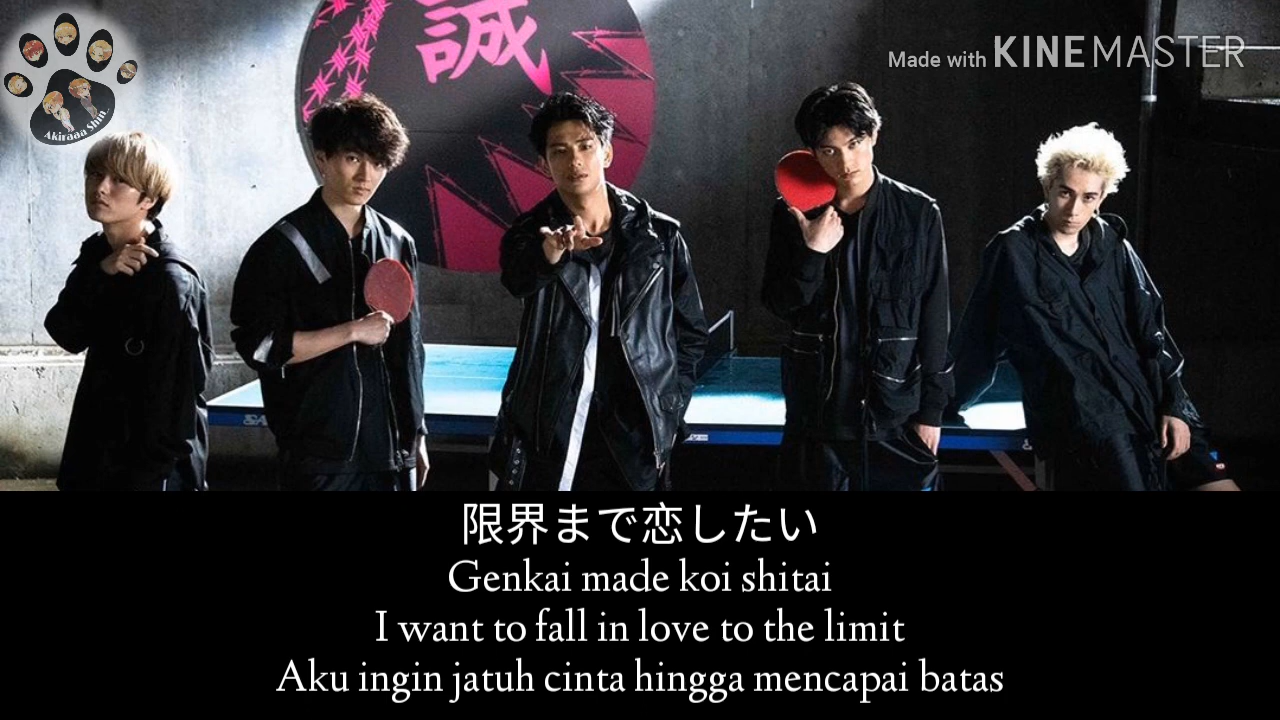 誠
Made with KINEMASTER
Akiraaa Shin
限界まで恋したい
Genkai made koi shitai
I want to fall in love to the limit
Aku ingin jatuh cinta hingga mencapai batas